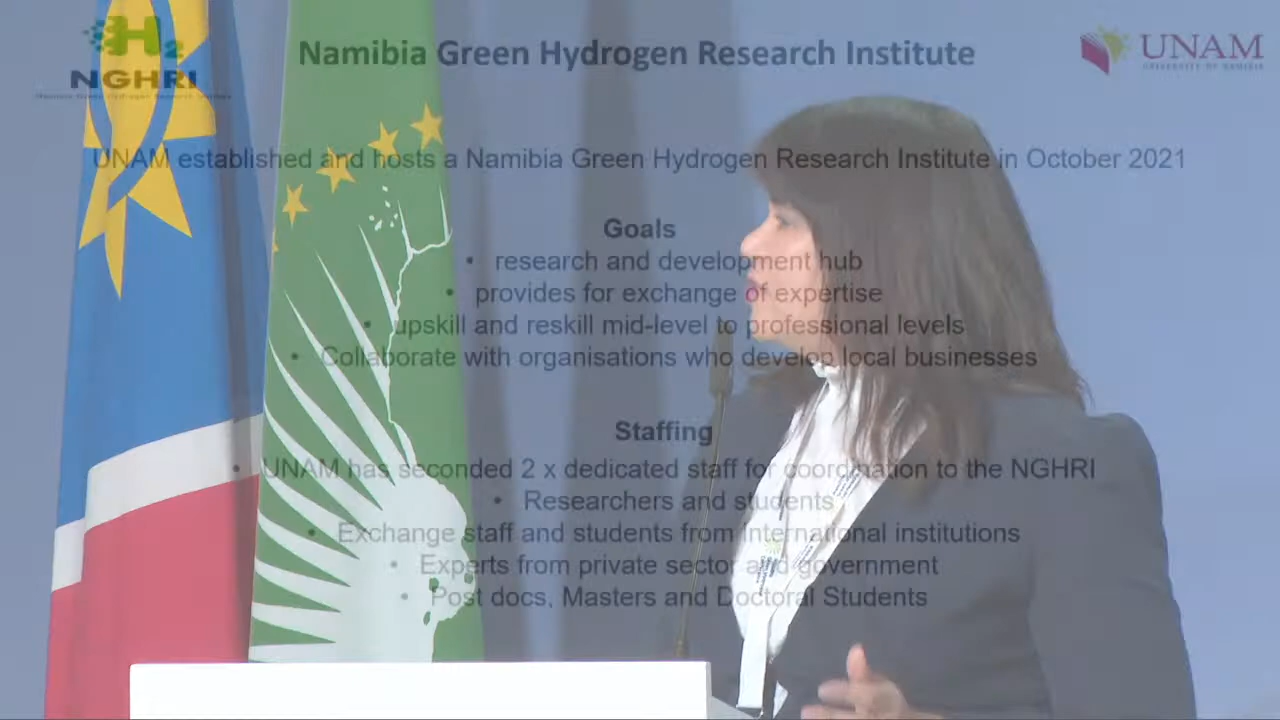 H2
NGHRI
Namibia Green Hydrogen Research Institute
UNAM
UNIVERSITY OF NAMIBIA
UNAM established and hosts a Namibia Green Hydrogen Research Institute in October 2021
Goals
• research and development hub
• provides for exchange of expertise
• upskill and reskill mid-level to professional levels
• Collaborate with organisations who develop local businesses
Staffing
• UNAM has seconded 2 x dedicated staff for coordination to the NGHRI
• Researchers and students
• Exchange staff and students from international institutions
• Experts from private sector and government
• Post docs, Masters and Doctoral Students